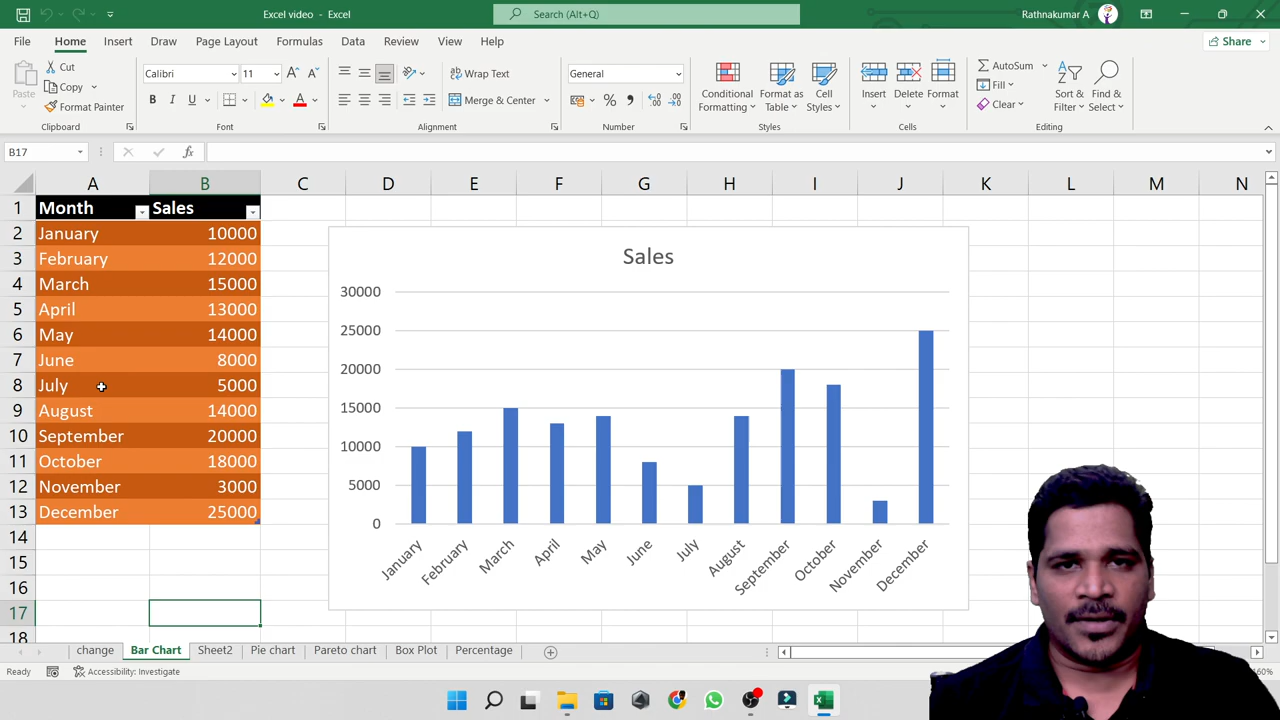 Excel video - Excel
Search (Alt+Q)
Rathnakumar A
File Home Insert Draw Page Layout Formulas Data Review View Help
Share
Paste
Cut
Copy
Format Painter
Clipboard
Calibri 11
B I U
A A
Font
Wrap Text
Merge & Center
Alignment
General
% ,
Number
Conditional Formatting
Format as Table
Cell Styles
Styles
Insert Delete Format
Cells
AutoSum
Fill
Clear
Sort & Filter
Find & Select
Editing
B17 fx
A B C D E F G H I J K L M N
1 Month Sales
2 January 10000
3 February 12000
4 March 15000
5 April 13000
6 May 14000
7 June 8000
8 July 5000
9 August 14000
10 September 20000
11 October 18000
12 November 3000
13 December 25000
14
15
16
17
18
Sales
30000
25000
20000
15000
10000
5000
0
January February March April May June July August September October November December
change Bar Chart Sheet2 Pie chart Pareto chart Box Plot Percentage
Ready Accessibility: Investigate
160%